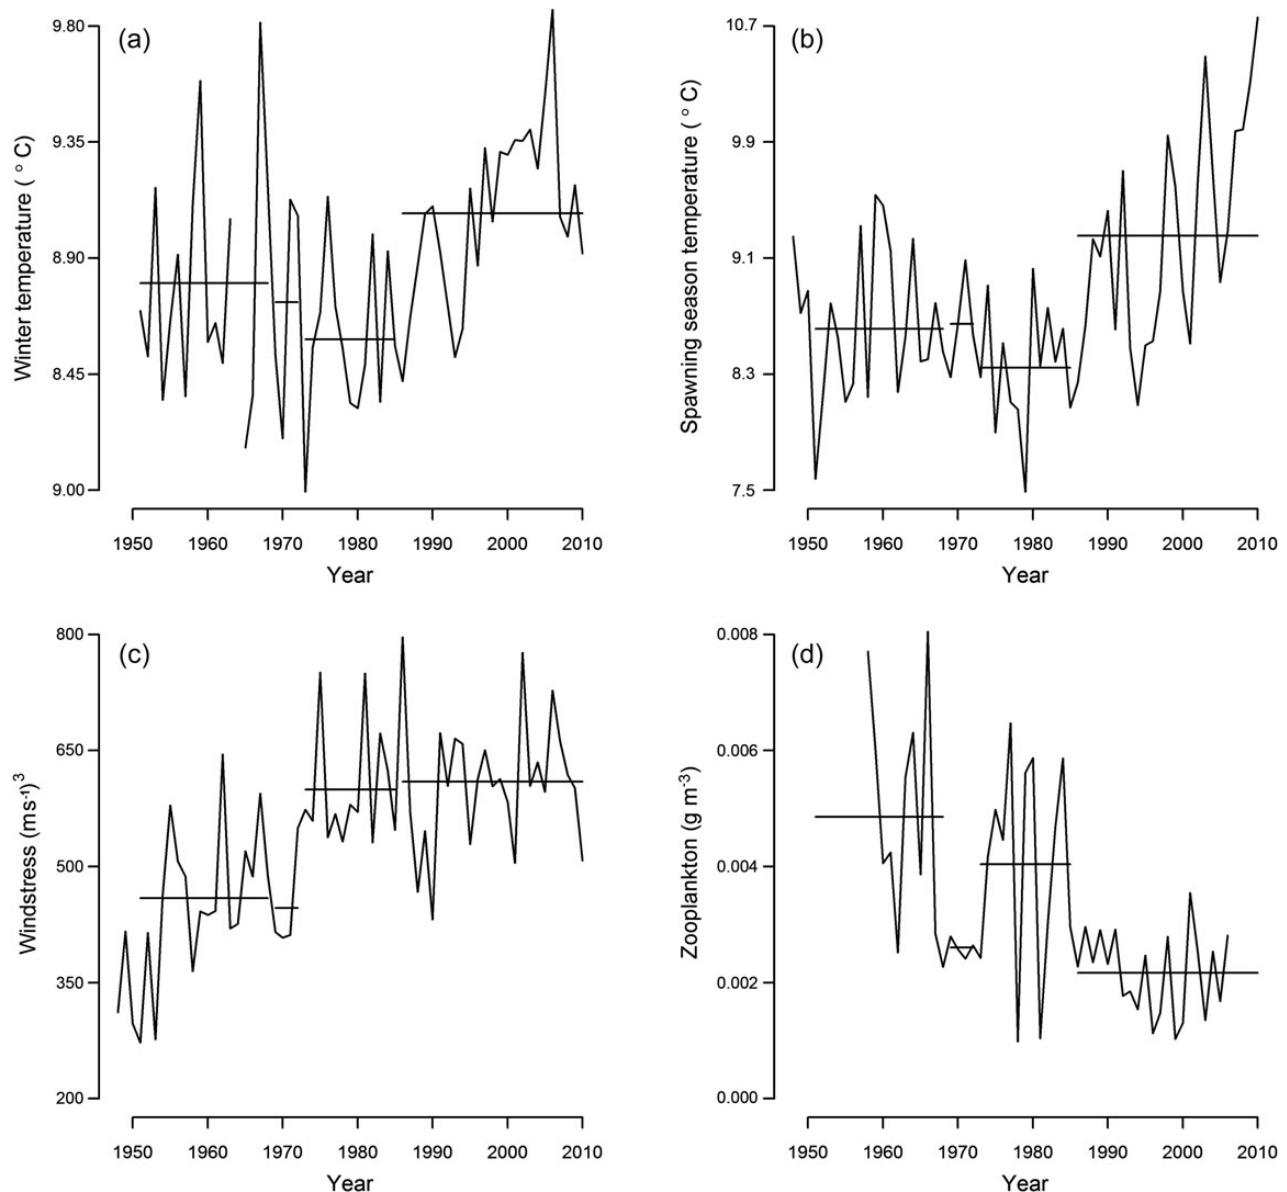 (a)
Winter temperature ( ° C)
9.80
9.35
8.90
8.45
9.00
1950 1960 1970 1980 1990 2000 2010
Year
(b)
Spawning season temperature ( ° C)
10.7
9.9
9.1
8.3
7.5
1950 1960 1970 1980 1990 2000 2010
Year
(c)
Windstress (ms⁻¹)³
800
650
500
350
200
1950 1960 1970 1980 1990 2000 2010
Year
(d)
Zooplankton (g m⁻³)
0.008
0.006
0.004
0.002
0.000
1950 1960 1970 1980 1990 2000 2010
Year